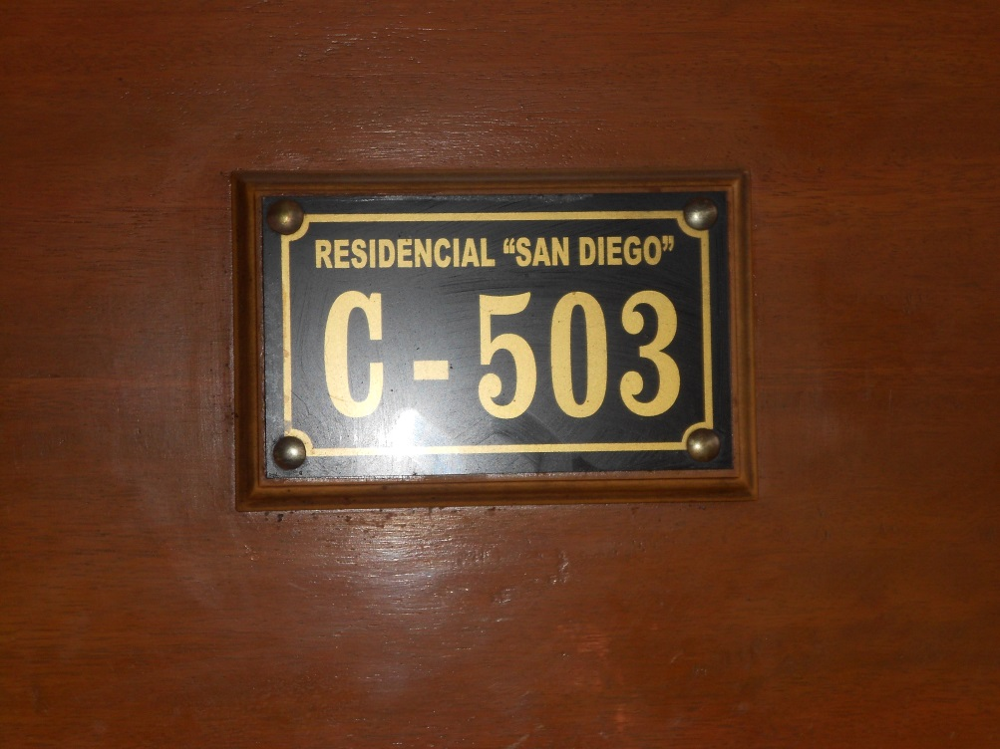 RESIDENCIAL “SAN DIEGO”
C - 503